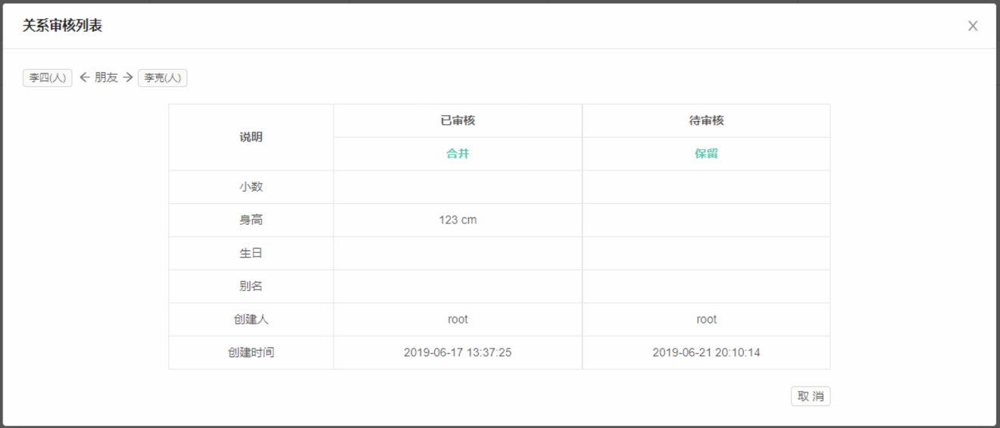 关系审核列表
X
李四(人) ← 朋友 → 李克(人)
说明 已审核 待审核
合并 保留
小数
身高 123 cm
生日
别名
创建人 root root
创建时间 2019-06-17 13:37:25 2019-06-21 20:10:14
取 消